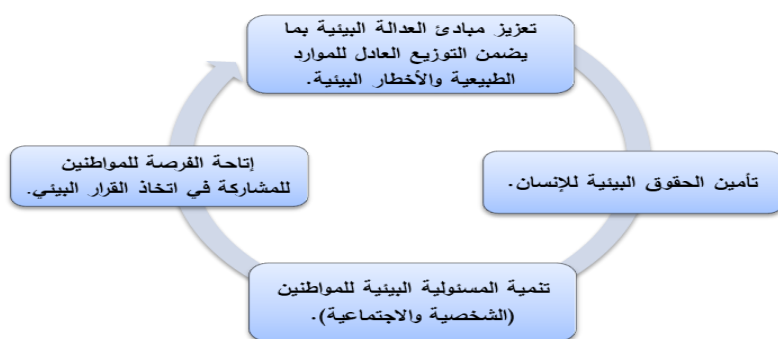 تعزيز مبادئ العدالة البيئية بما
يضمن التوزيع العادل للموارد
الطبيعية والأخطار البيئية.
تأمين الحقوق البيئية للإنسان.
تنمية المسئولية البيئية للمواطنين
(الشخصية والاجتماعية).
إتاحة الفرصة للمواطنين
للمشاركة في اتخاذ القرار البيئي.